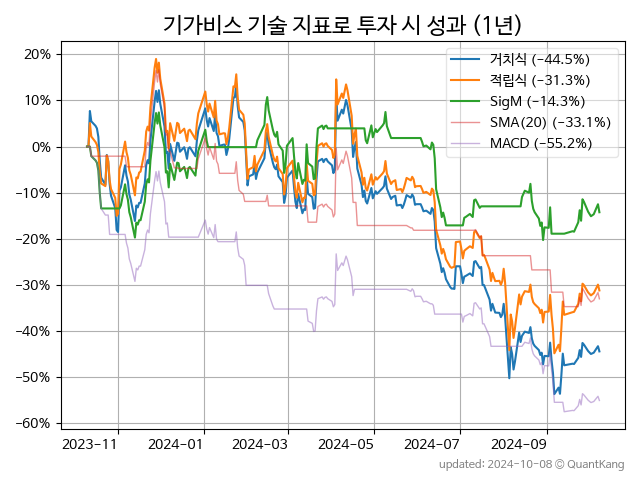 기가비스 기술 지표로 투자 시 성과 (1년)
20%
10%
0%
−10%
−20%
−30%
−40%
−50%
−60%
거치식 (−44.5%)
적립식 (−31.3%)
SigM (−14.3%)
SMA(20) (−33.1%)
MACD (−55.2%)
2023-11 2024-01 2024-03 2024-05 2024-07 2024-09
updated: 2024-10-08 © QuantKang